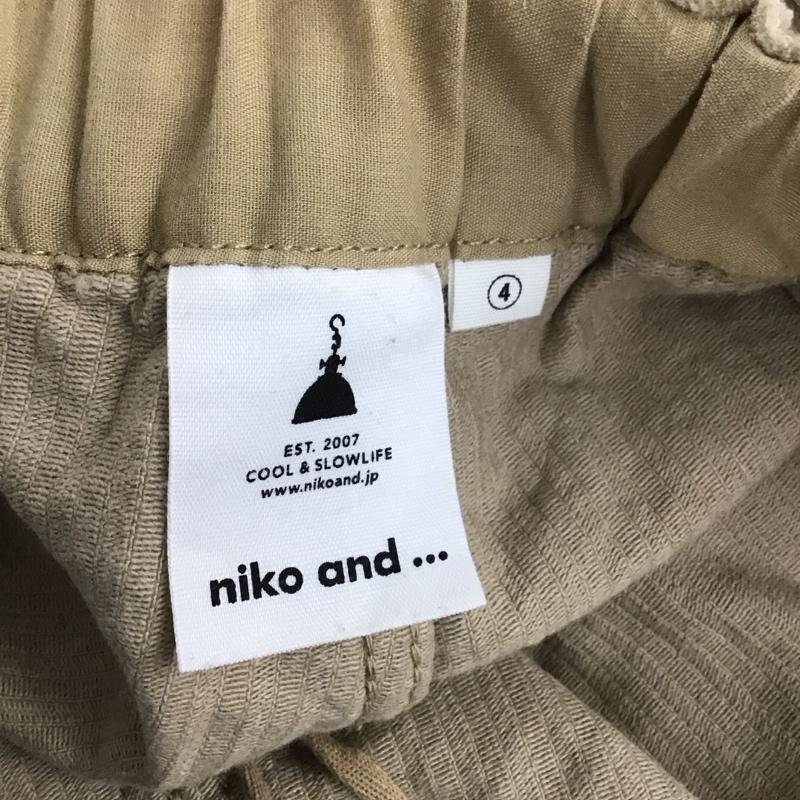 4
EST. 2007
COOL & SLOWLIFE
www.nikoand.jp
niko and ...